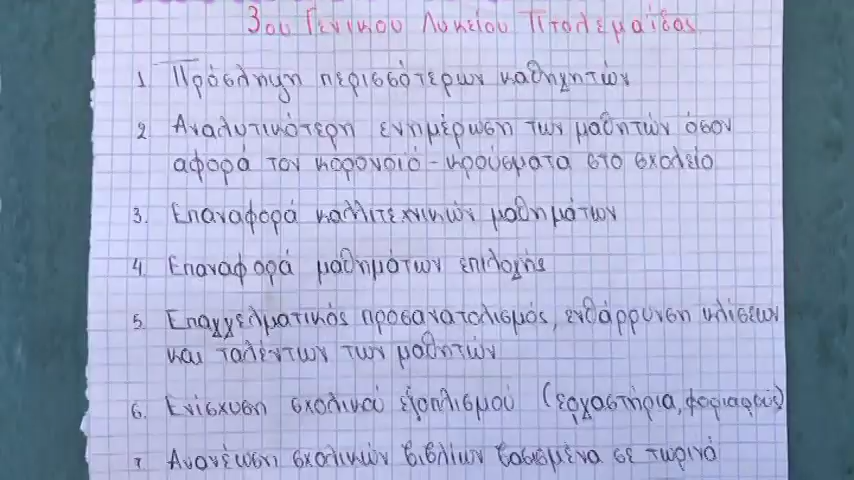 3ου Γενικού Λυκείου Πτολεμαΐδας
1 Πρόσληψη περισσότερων καθηγητών
2 Αναλυτικότερη ενημέρωση των μαθητών όσον
αφορά τον κορονοιό - κρούσματα στο σχολείο
3. Επαναφορά καλλιτεχνικών μαθημάτων
4. Επαναφορά μαθημάτων επιλογής
5. Επαγγελματικός προσανατολισμός, ενθάρρυνση κλίσεων
και ταλέντων των μαθητών
6. Ενίσχυση σχολικού εξοπλισμού (εργαστήρια,
7 Ανανέωση σχολικών βιβλίων βασισμένα σε τωρινά